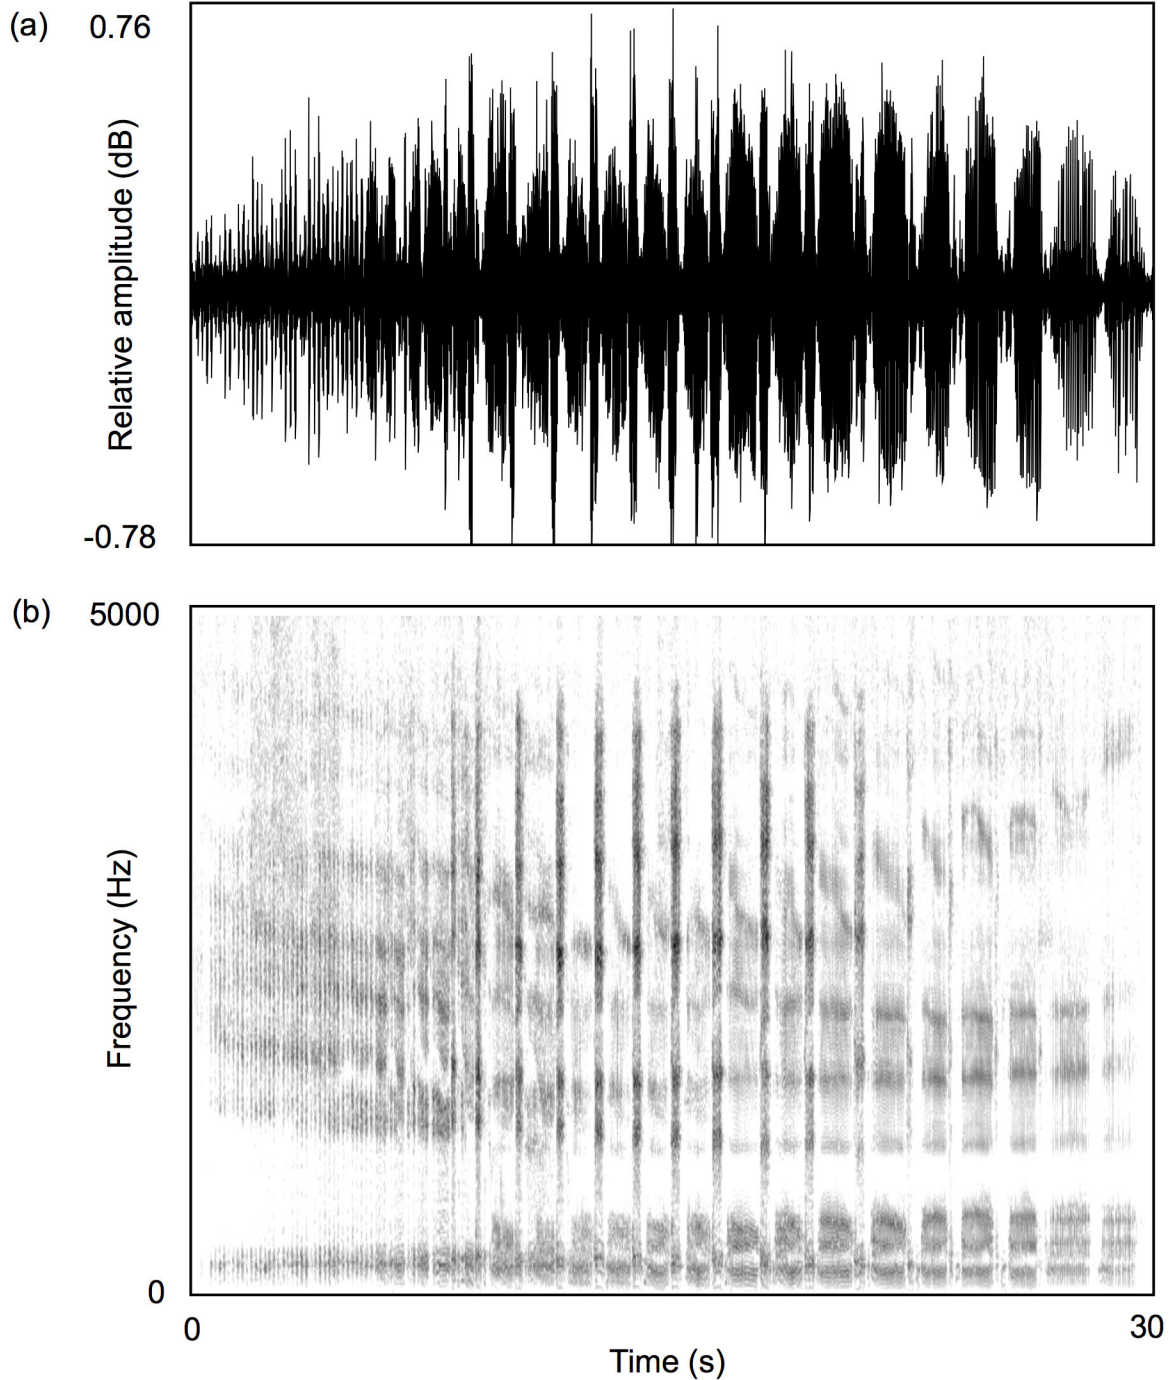 (a)
0.76
Relative amplitude (dB)
-0.78
(b)
5000
Frequency (Hz)
0
0
30
Time (s)